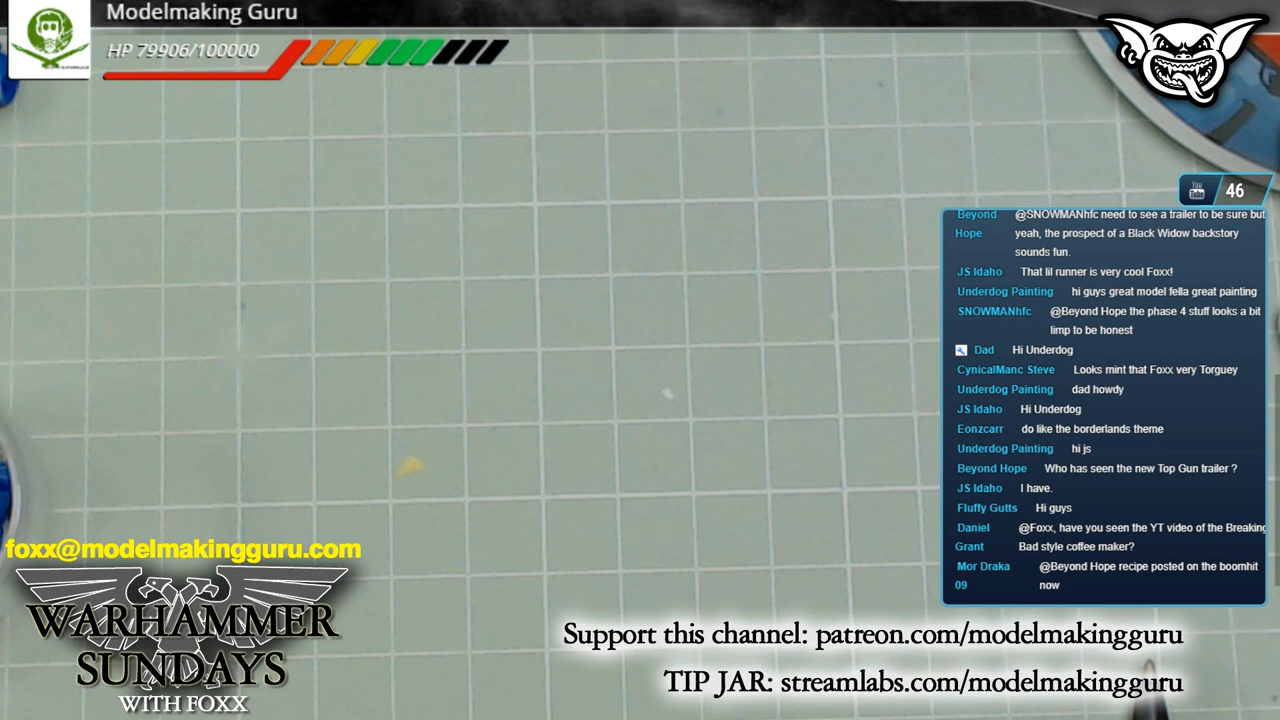 Modelmaking Guru
HP 79906/100000
You
Tube
46
Beyond Hope @SNOWMANhfc need to see a trailer to be sure but
yeah, the prospect of a Black Widow backstory
sounds fun.
JS Idaho That lil runner is very cool Foxx!
Underdog Painting hi guys great model fella great painting
SNOWMANhfc @Beyond Hope the phase 4 stuff looks a bit
limp to be honest
Dad Hi Underdog
CynicalManc Steve Looks mint that Foxx very Torguey
Underdog Painting dad howdy
JS Idaho Hi Underdog
Eonzcarr do like the borderlands theme
Underdog Painting hi js
Beyond Hope Who has seen the new Top Gun trailer ?
JS Idaho I have.
Fluffy Gutts Hi guys
Daniel Grant @Foxx, have you seen the YT video of the Breaking
Bad style coffee maker?
Mor Draka 09 @Beyond Hope recipe posted on the boomhit
now
foxx@modelmakingguru.com
WARHAMMER
SUNDAYS
WITH FOXX
Support this channel: patreon.com/modelmakingguru
TIP JAR: streamlabs.com/modelmakingguru